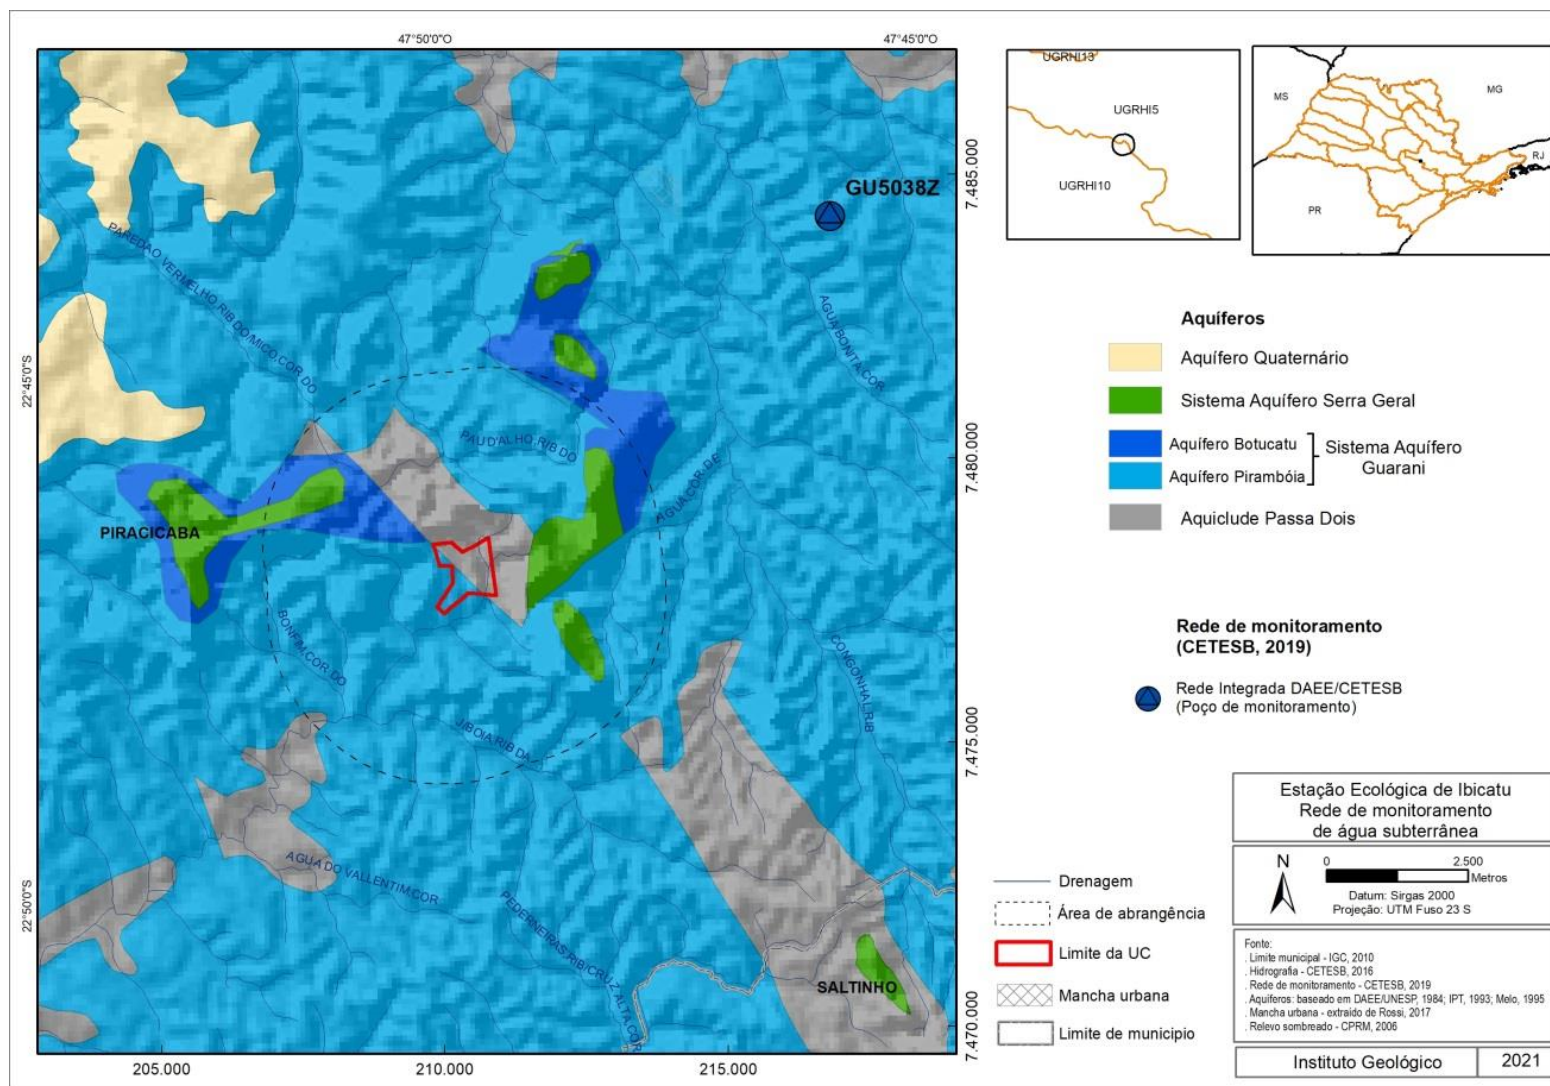 47°50'0"O
47°45'0"O
22°45'0"S
22°50'0"S
7.485.000
7.480.000
7.475.000
7.470.000
205.000
210.000
215.000
GU5038Z
PAREDAO VERMELHO,RIB DO/MICO,COR DO
AGUA BONITA,COR
PAU D'ALHO,RIB DO
AGUA,COR DE
PIRACICABA
BONFIM,COR DO
CONGONHAL,RIB
JIBOIA,RIB DA
AGUA DO VALLENTIM,COR
PEDERNEIRAS,RIB/CRUZ ALTA,COR
SALTINHO
UGRHI13
UGRHI5
UGRHI10
MS
MG
RJ
PR
Aquíferos
Aquífero Quaternário
Sistema Aquífero Serra Geral
Aquífero Botucatu
Aquífero Pirambóia
Sistema Aquífero
Guarani
Aquiclude Passa Dois
Rede de monitoramento
(CETESB, 2019)
Rede Integrada DAEE/CETESB
(Poço de monitoramento)
Drenagem
Área de abrangência
Limite da UC
Mancha urbana
Limite de municipio
Estação Ecológica de Ibicatu
Rede de monitoramento
de água subterrânea
N
0 2.500
Metros
Datum: Sirgas 2000
Projeção: UTM Fuso 23 S
Fonte:
. Limite municipal - IGC, 2010
. Hidrografia - CETESB, 2016
. Rede de monitoramento - CETESB, 2019
. Aquíferos: baseado em DAEE/UNESP, 1984; IPT, 1993; Melo, 1995
. Mancha urbana - extraido de Rossi, 2017
. Relevo sombreado - CPRM, 2006
Instituto Geológico 2021